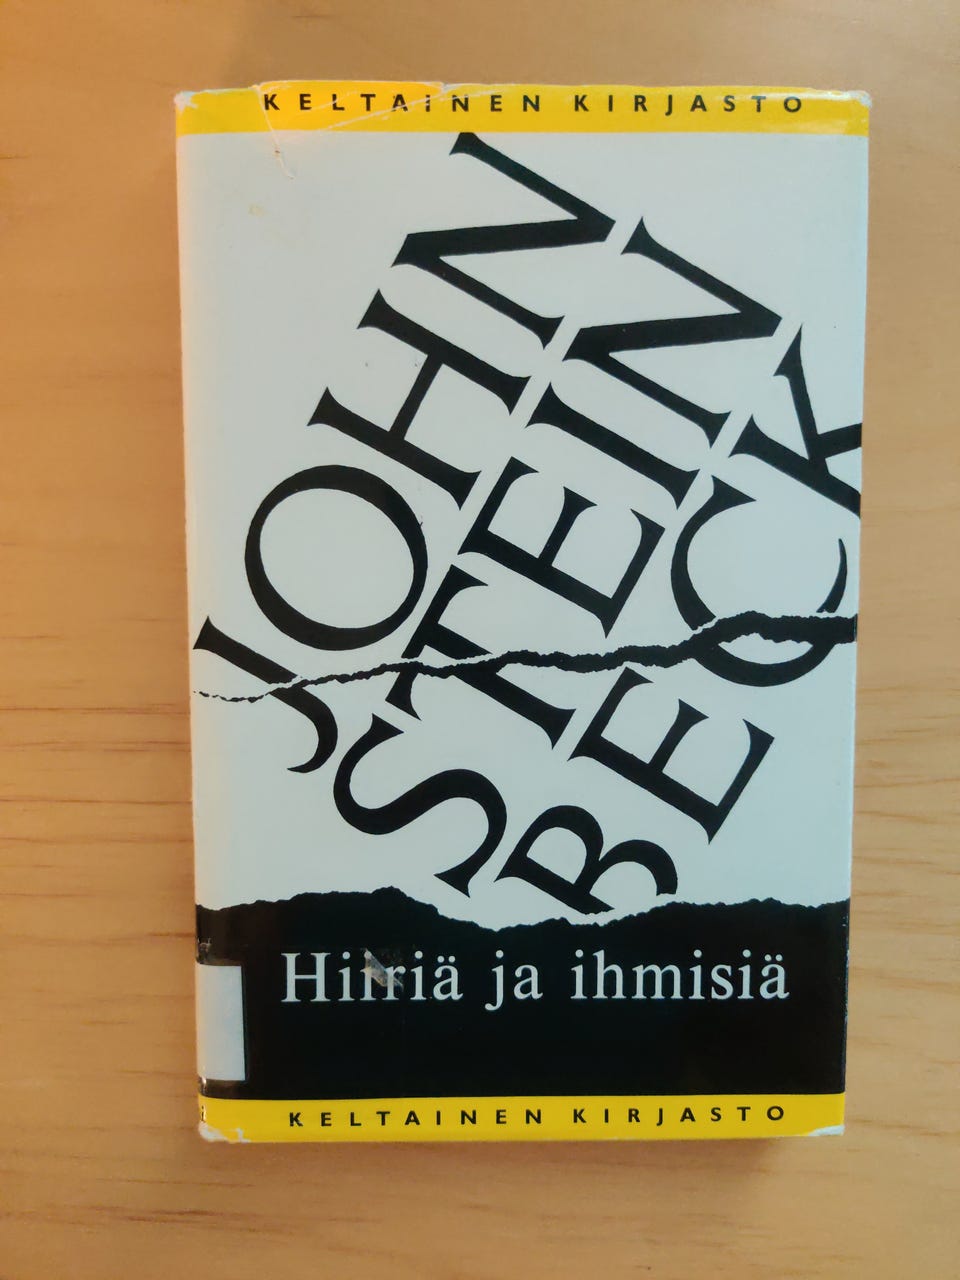 KELTAINEN KIRJASTO
JOHN
STEIN
BECK
Hiiriä ja ihmisiä
KELTAINEN KIRJASTO